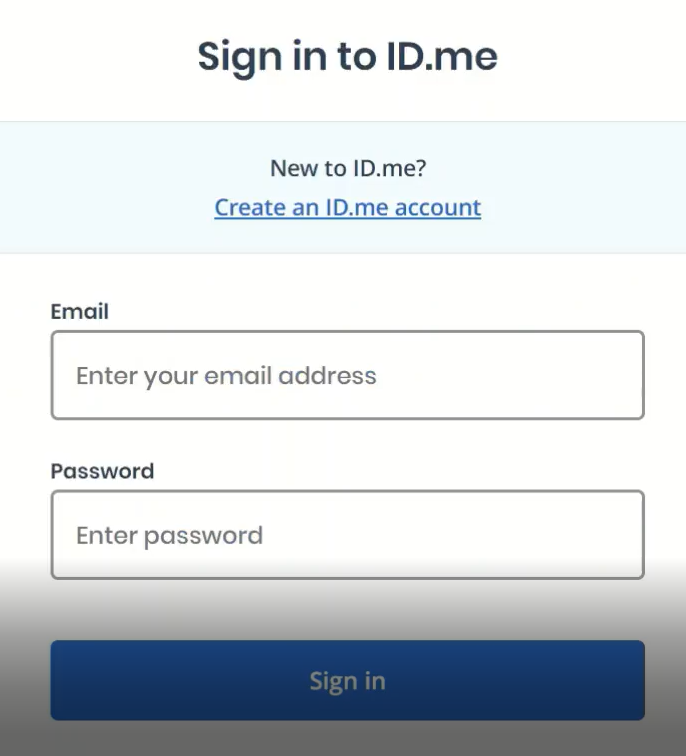 Sign in to ID.me
New to ID.me?
Create an ID.me account
Email
Enter your email address
Password
Enter password
Sign in